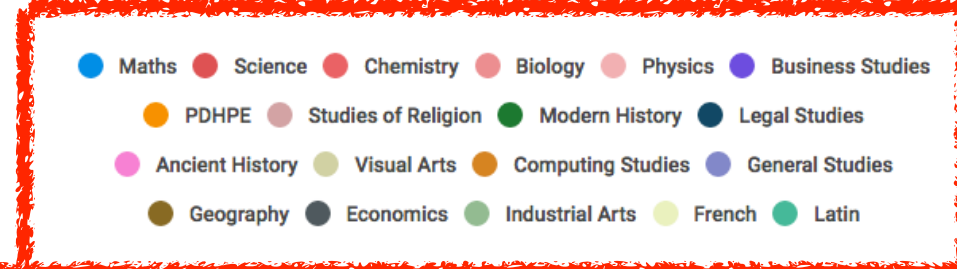 Maths Science Chemistry Biology Physics Business Studies
PDHPE Studies of Religion Modern History Legal Studies
Ancient History Visual Arts Computing Studies General Studies
Geography Economics Industrial Arts French Latin